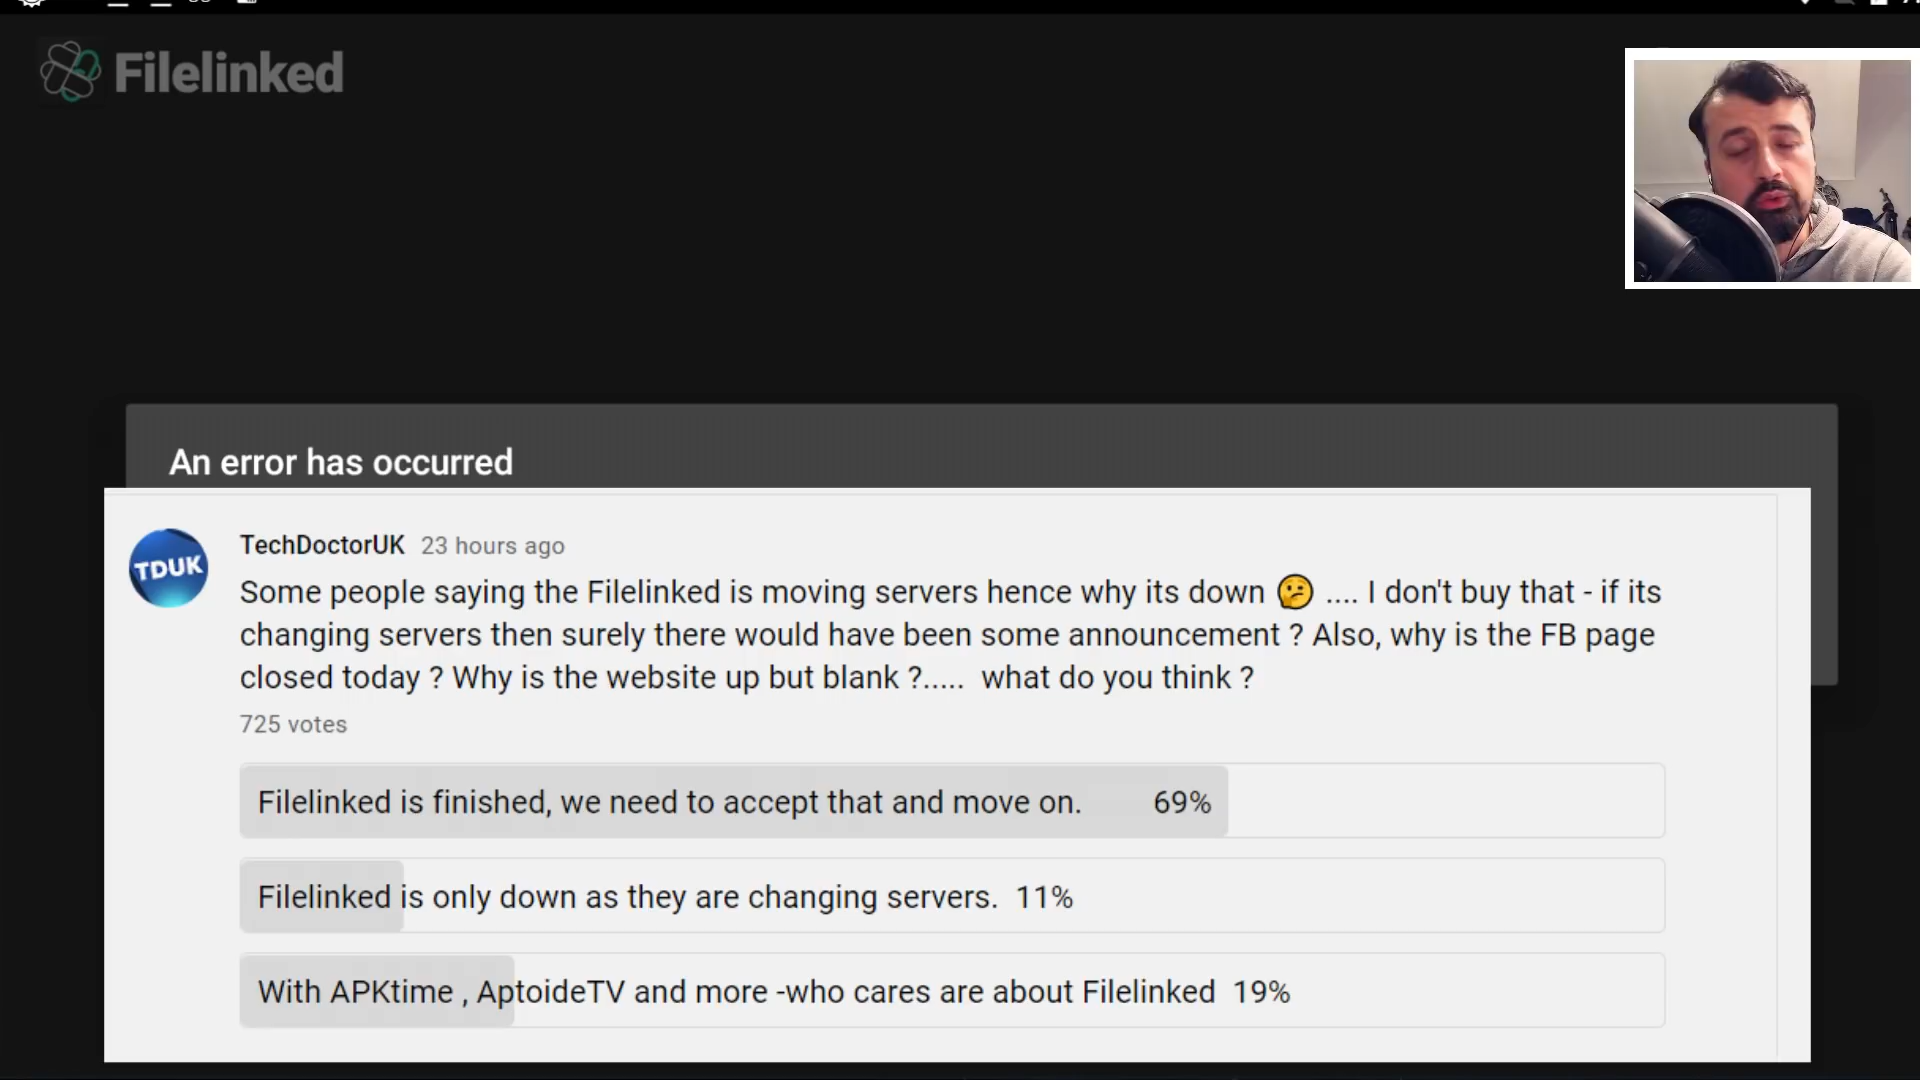 Filelinked
An error has occurred
TDUK
TechDoctorUK 23 hours ago
Some people saying the Filelinked is moving servers hence why its down 🤔 .... I don't buy that - if its
changing servers then surely there would have been some announcement ? Also, why is the FB page
closed today ? Why is the website up but blank ?..... what do you think ?
725 votes
Filelinked is finished, we need to accept that and move on. 69%
Filelinked is only down as they are changing servers. 11%
With APKtime , AptoideTV and more -who cares are about Filelinked 19%